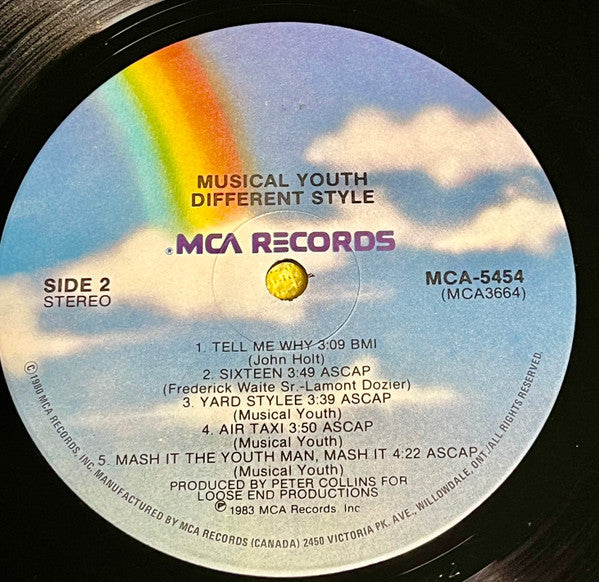 MUSICAL YOUTH
DIFFERENT STYLE
® MCA RECORDS
SIDE 2
STEREO
MCA-5454
(MCA3664)
1. TELL ME WHY 3:09 BMI
(John Holt)
2. SIXTEEN 3:49 ASCAP
(Frederick Waite Sr.-Lamont Dozier)
3. YARD STYLEE 3:39 ASCAP
(Musical Youth)
4. AIR TAXI 3:50 ASCAP
(Musical Youth)
5. MASH IT THE YOUTH MAN, MASH IT 4:22 ASCAP
(Musical Youth)
PRODUCED BY PETER COLLINS FOR
LOOSE END PRODUCTIONS
℗ 1983 MCA Records. Inc
© 1980 MCA RECORDS, INC. MANUFACTURED BY MCA RECORDS (CANADA) 2450 VICTORIA PK. AVE., WILLOWDALE, ONT./ALL RIGHTS RESERVED.